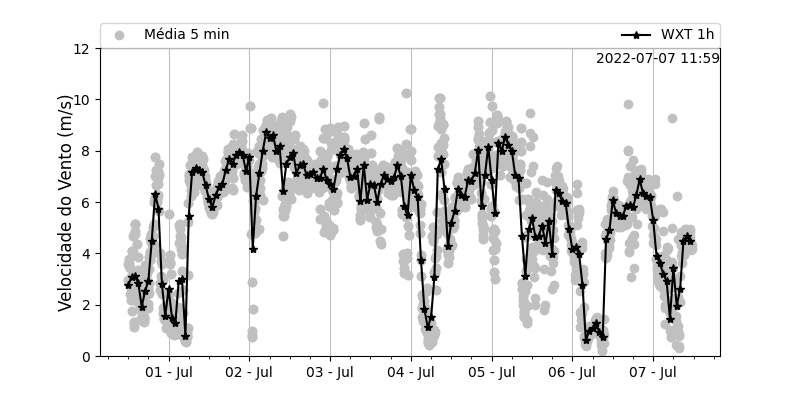 Média 5 min
WXT 1h
2022-07-07 11:59
Velocidade do Vento (m/s)
12
10
8
6
4
2
0
01 - Jul
02 - Jul
03 - Jul
04 - Jul
05 - Jul
06 - Jul
07 - Jul